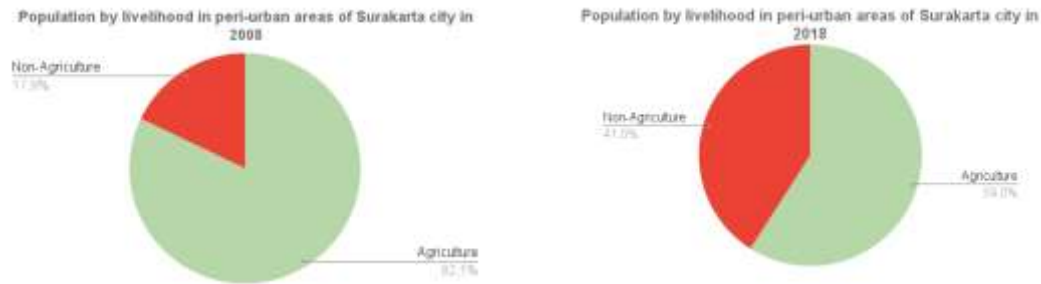 Population by livelihood in peri-urban areas of Surakarta city in
2008
Non-Agriculture
17,9%
Agriculture
82,1%
Population by livelihood in peri-urban areas of Surakarta city in
2018
Non-Agriculture
41,0%
Agriculture
59,0%